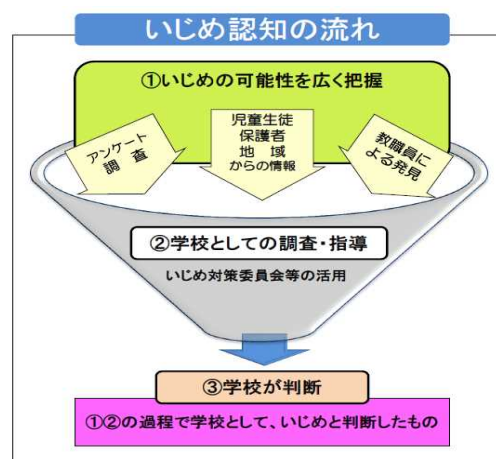 いじめ認知の流れ
①いじめの可能性を広く把握
アンケート
調査
児童生徒
保護者
地域
からの情報
教職員に
よる発見
②学校としての調査・指導
いじめ対策委員会等の活用
③学校が判断
①②の過程で学校として、いじめと判断したもの